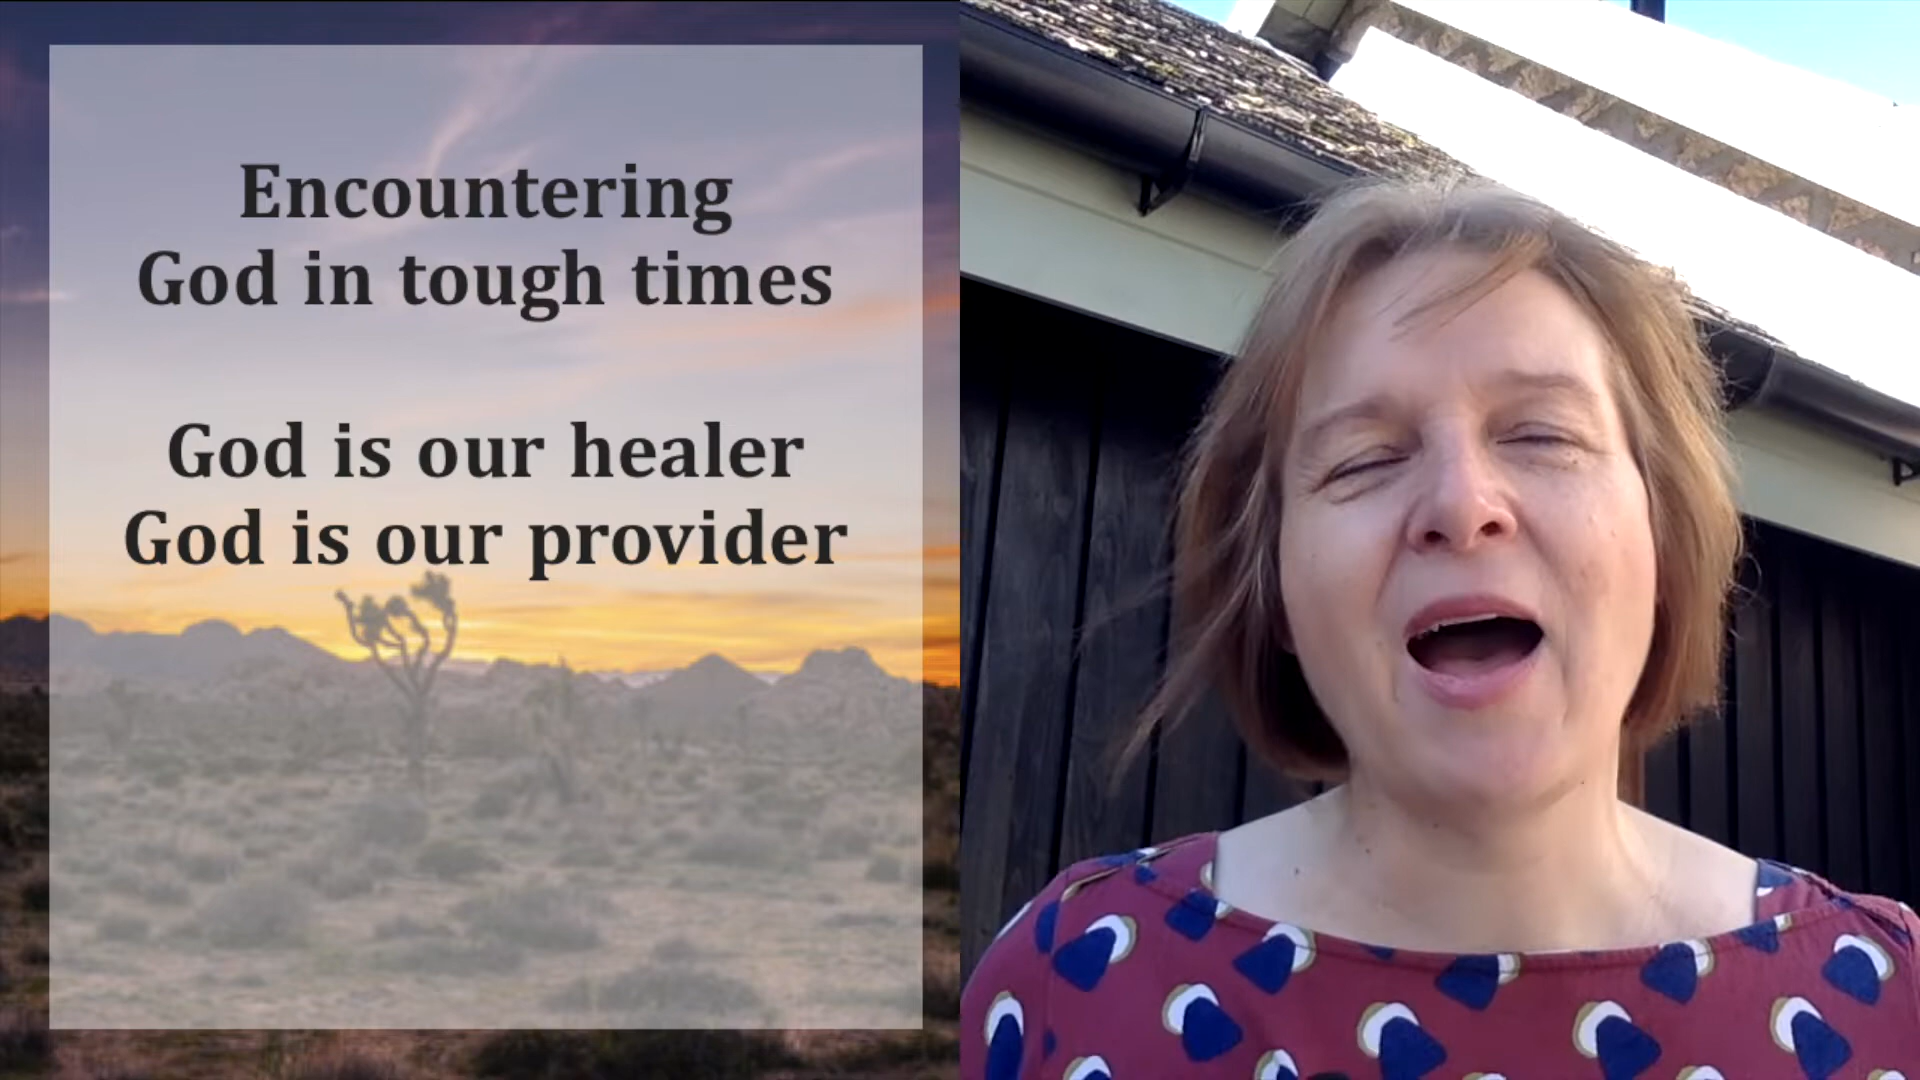 Encountering
God in tough times
God is our healer
God is our provider